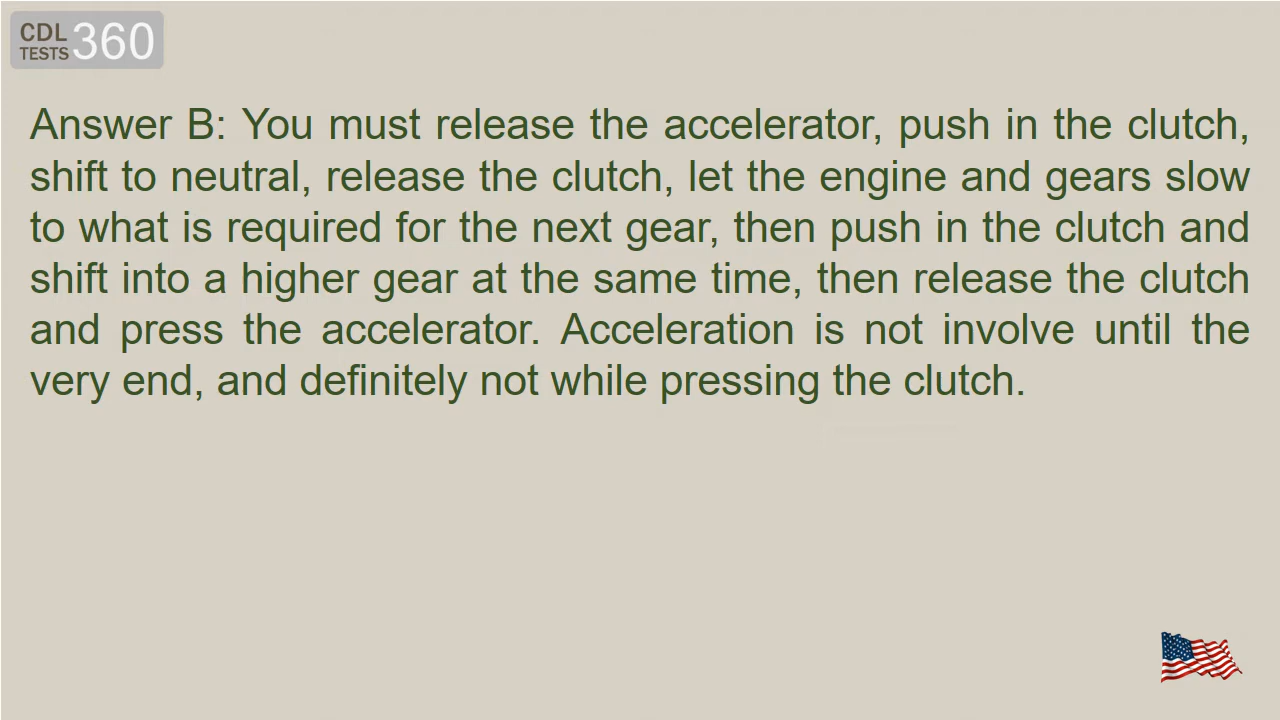 CDL
TESTS 360
Answer B: You must release the accelerator, push in the clutch,
shift to neutral, release the clutch, let the engine and gears slow
to what is required for the next gear, then push in the clutch and
shift into a higher gear at the same time, then release the clutch
and press the accelerator. Acceleration is not involve until the
very end, and definitely not while pressing the clutch.